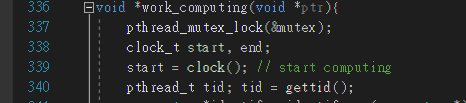 336 void *work_computing(void *ptr){
337 pthread_mutex_lock(&mutex);
338 clock_t start, end;
339 start = clock(); // start computing
340 pthread_t tid; tid = gettid();